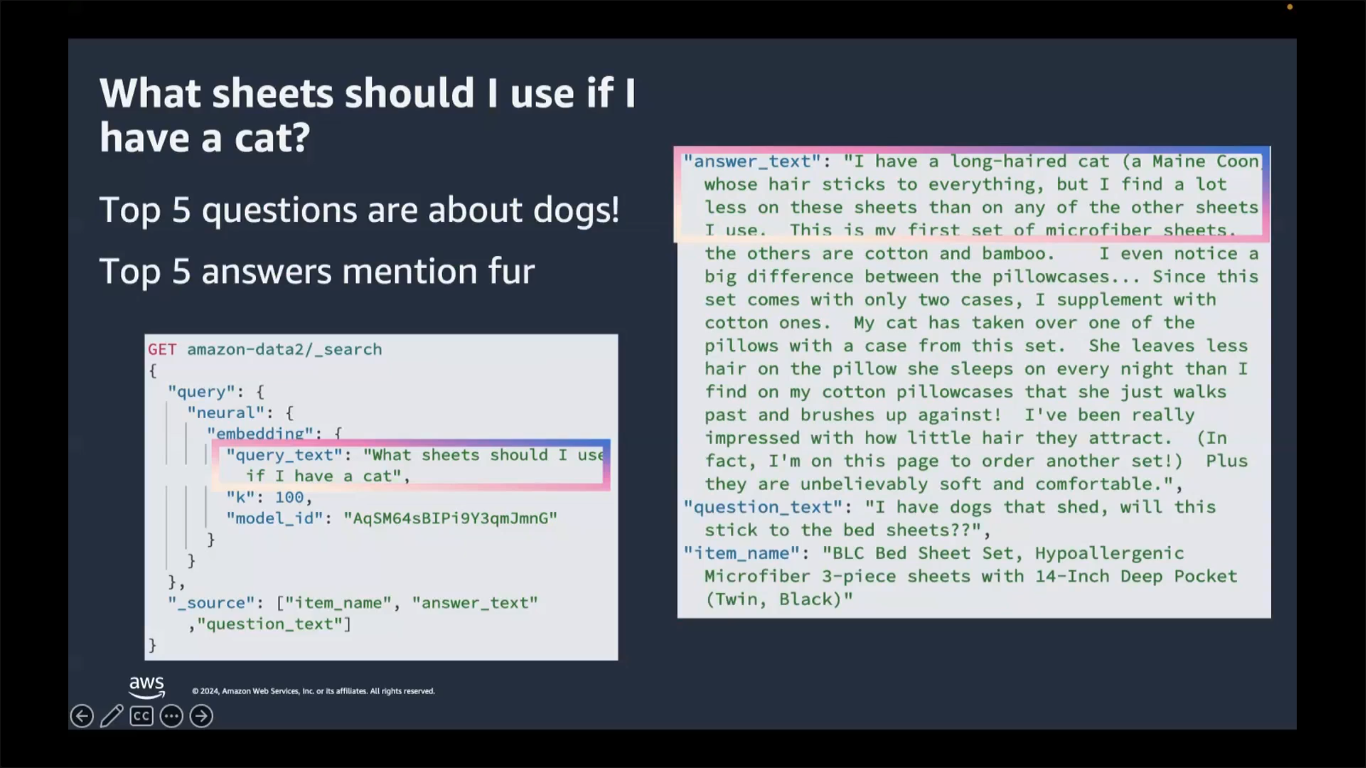 What sheets should I use if I
have a cat?
Top 5 questions are about dogs!
Top 5 answers mention fur
GET amazon-data2/_search
{
"query": {
"neural": {
"embedding": {
"query_text": "What sheets should I use
if I have a cat",
"k": 100,
"model_id": "AqSM64sBIPi9Y3qmJmnG"
}
}
},
"_source": ["item_name", "answer_text"
,"question_text"]
}
"answer_text": "I have a long-haired cat (a Maine Coon
whose hair sticks to everything, but I find a lot
less on these sheets than on any of the other sheets
I use.  This is my first set of microfiber sheets.
the others are cotton and bamboo.    I even notice a
big difference between the pillowcases... Since this
set comes with only two cases, I supplement with
cotton ones.  My cat has taken over one of the
pillows with a case from this set.  She leaves less
hair on the pillow she sleeps on every night than I
find on my cotton pillowcases that she just walks
past and brushes up against!  I've been really
impressed with how little hair they attract.  (In
fact, I'm on this page to order another set!)  Plus
they are unbelievably soft and comfortable.",
"question_text": "I have dogs that shed, will this
stick to the bed sheets??",
"item_name": "BLC Bed Sheet Set, Hypoallergenic
Microfiber 3-piece sheets with 14-Inch Deep Pocket
(Twin, Black)"
aws
© 2024, Amazon Web Services, Inc. or its affiliates. All rights reserved.
CC